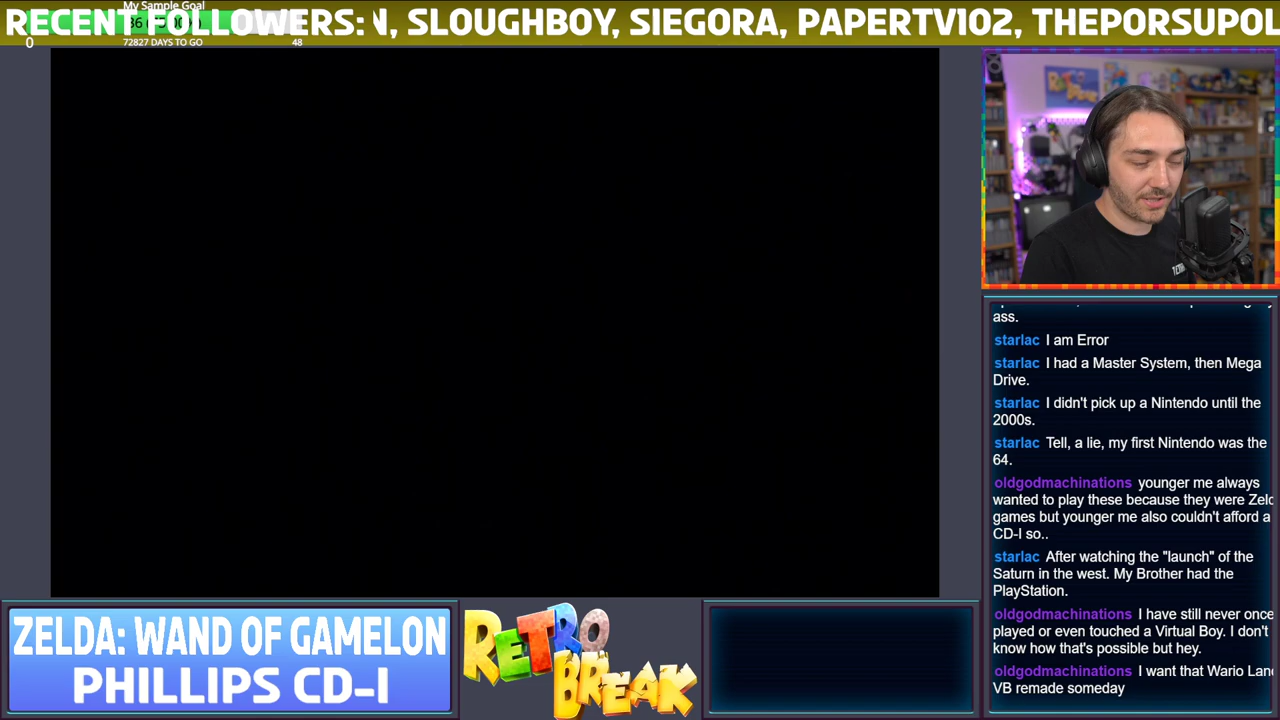 My Sample Goal
RECENT FOLLOWERS: N, SLOUGHBOY, SIEGORA, PAPERTV102, THEPORSUPOL
0 72827 DAYS TO GO 48
ass.
starlac I am Error
starlac I had a Master System, then Mega
Drive.
starlac I didn't pick up a Nintendo until the
2000s.
starlac Tell, a lie, my first Nintendo was the
64.
oldgodmachinations younger me always
wanted to play these because they were Zeld
games but younger me also couldn't afford a
CD-I so..
starlac After watching the "launch" of the
Saturn in the west. My Brother had the
PlayStation.
oldgodmachinations I have still never once
played or even touched a Virtual Boy. I don't
know how that's possible but hey.
oldgodmachinations I want that Wario Land
VB remade someday
ZELDA: WAND OF GAMELON
PHILLIPS CD-I
RETRO
BREAK